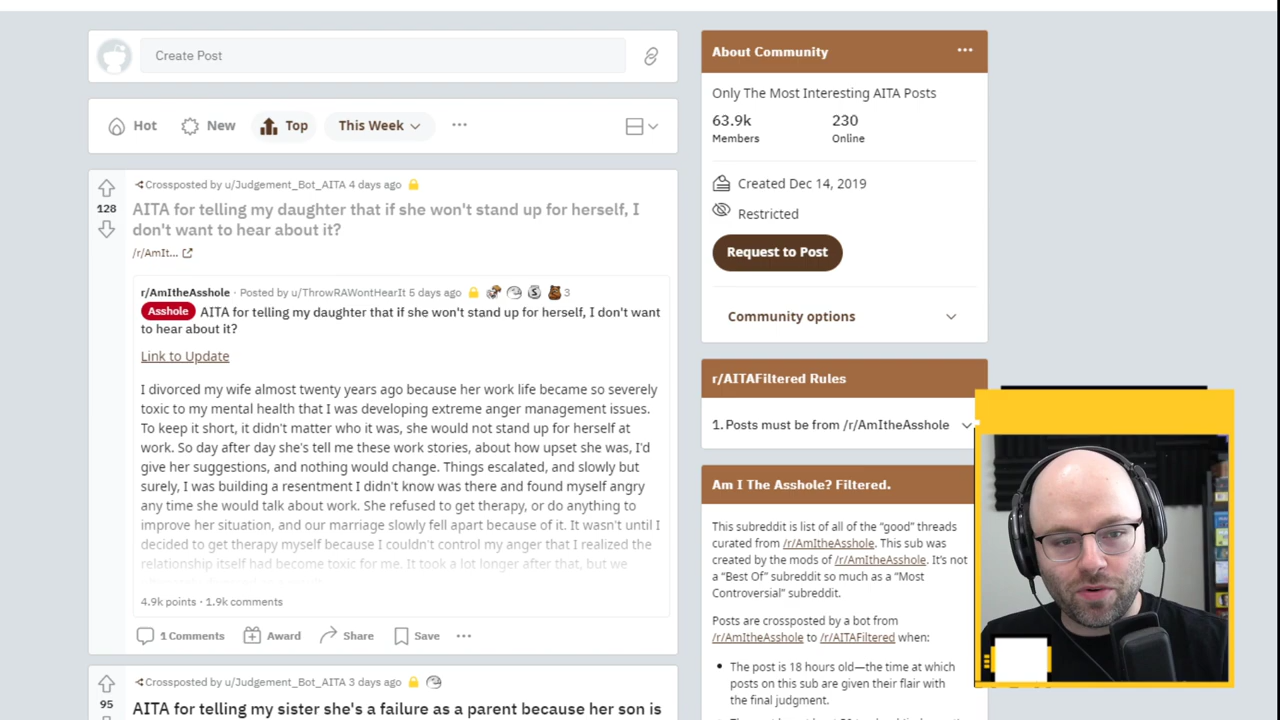 Create Post
Hot
New
Top
This Week
Crossposted by u/Judgement_Bot_AITA 4 days ago
128
AITA for telling my daughter that if she won't stand up for herself, I
don't want to hear about it?
/r/AmIt...
r/AmItheAsshole · Posted by u/ThrowRAWontHearIt 5 days ago
3
Asshole AITA for telling my daughter that if she won't stand up for herself, I don't want
to hear about it?
Link to Update
I divorced my wife almost twenty years ago because her work life became so severely
toxic to my mental health that I was developing extreme anger management issues.
To keep it short, it didn't matter who it was, she would not stand up for herself at
work. So day after day she's tell me these work stories, about how upset she was, I'd
give her suggestions, and nothing would change. Things escalated, and slowly but
surely, I was building a resentment I didn't know was there and found myself angry
any time she would talk about work. She refused to get therapy, or do anything to
improve her situation, and our marriage slowly fell apart because of it. It wasn't until I
decided to get therapy myself because I couldn't control my anger that I realized the
relationship itself had become toxic for me. It took a lot longer after that, but we
4.9k points · 1.9k comments
1 Comments
Award
Share
Save
Crossposted by u/Judgement_Bot_AITA 3 days ago
95
AITA for telling my sister she's a failure as a parent because her son is
About Community
Only The Most Interesting AITA Posts
63.9k
230
Members
Online
Created Dec 14, 2019
Restricted
Request to Post
Community options
r/AITAFiltered Rules
1. Posts must be from /r/AmItheAsshole
Am I The Asshole? Filtered.
This subreddit is list of all of the "good" threads
curated from /r/AmItheAsshole. This sub was
created by the mods of /r/AmItheAsshole. It's not
a "Best Of" subreddit so much as a "Most
Controversial" subreddit.
Posts are crossposted by a bot from
/r/AmItheAsshole to /r/AITAFiltered when:
The post is 18 hours old—the time at which
posts on this sub are given their flair with
the final judgment.